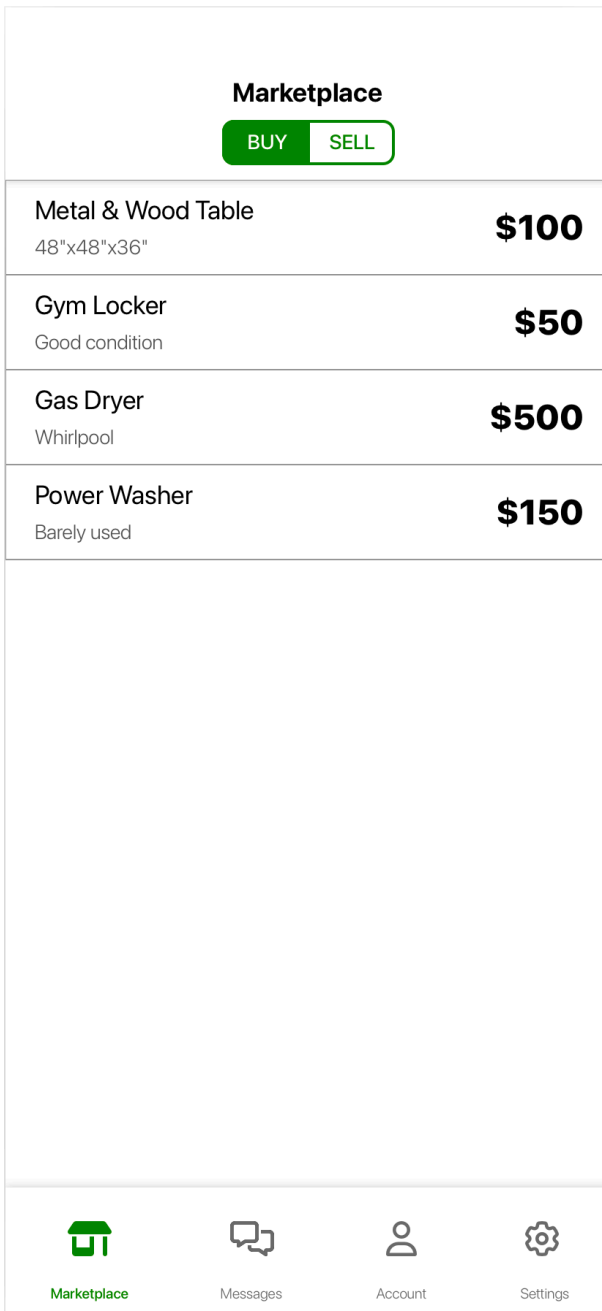 Marketplace
BUY SELL
Metal & Wood Table
48"x48"x36"
$100
Gym Locker
Good condition
$50
Gas Dryer
Whirlpool
$500
Power Washer
Barely used
$150
Marketplace Messages Account Settings